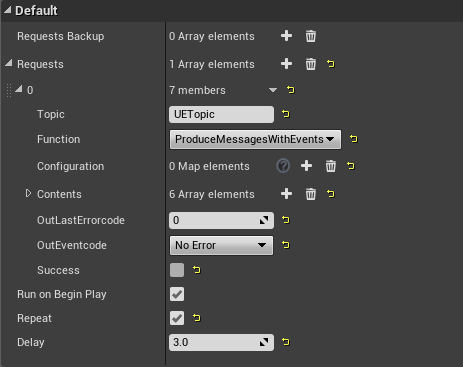 Default
Requests Backup 0 Array elements
Requests 1 Array elements
0 7 members
Topic UETopic
Function ProduceMessagesWithEvents
Configuration 0 Map elements ?
Contents 6 Array elements
OutLastErrorcode 0
OutEventcode No Error
Success
Run on Begin Play
Repeat
Delay 3.0